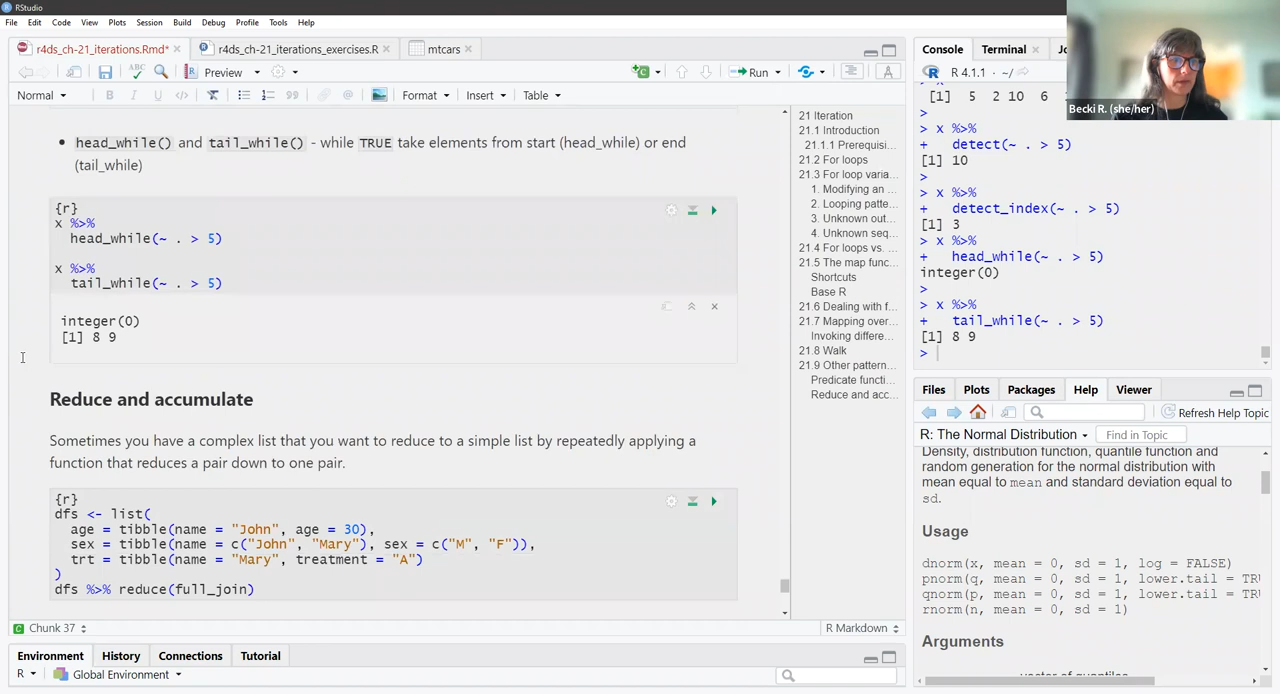 RStudio
File Edit Code View Plots Session Build Debug Profile Tools Help
r4ds_ch-21_iterations.Rmd* r4ds_ch-21_iterations_exercises.R mtcars
ABC Preview Run
Normal B I U </> Format Insert Table
head_while() and tail_while() - while TRUE take elements from start (head_while) or end
(tail_while)
{r}
x %>%
head_while(~ . > 5)
x %>%
tail_while(~ . > 5)
integer(0)
[1] 8 9
Reduce and accumulate
Sometimes you have a complex list that you want to reduce to a simple list by repeatedly applying a
function that reduces a pair down to one pair.
{r}
dfs <- list(
age = tibble(name = "John", age = 30),
sex = tibble(name = c("John", "Mary"), sex = c("M", "F")),
trt = tibble(name = "Mary", treatment = "A")
)
dfs %>% reduce(full_join)
Chunk 37 R Markdown
21 Iteration
21.1 Introduction
21.1.1 Prerequisi...
21.2 For loops
21.3 For loop varia...
1. Modifying an ...
2. Looping patte...
3. Unknown out...
4. Unknown seq...
21.4 For loops vs. ...
21.5 The map func...
Shortcuts
Base R
21.6 Dealing with f...
21.7 Mapping over...
Invoking differe...
21.8 Walk
21.9 Other pattern...
Predicate functi...
Reduce and acc...
Environment History Connections Tutorial
R Global Environment
Console Terminal Jo
R 4.1.1 · ~/
Becki R. (she/her)
[1] 5 2 10 6
>
> x %>%
+ detect(~ . > 5)
[1] 10
>
> x %>%
+ detect_index(~ . > 5)
[1] 3
> x %>%
+ head_while(~ . > 5)
integer(0)
>
> x %>%
+ tail_while(~ . > 5)
[1] 8 9
>
Files Plots Packages Help Viewer
Refresh Help Topic
R: The Normal Distribution Find in Topic
Density, distribution function, quantile function and
random generation for the normal distribution with
mean equal to mean and standard deviation equal to
sd.
Usage
dnorm(x, mean = 0, sd = 1, log = FALSE)
pnorm(q, mean = 0, sd = 1, lower.tail = TRU
qnorm(p, mean = 0, sd = 1, lower.tail = TRU
rnorm(n, mean = 0, sd = 1)
Arguments
vector of quantiles